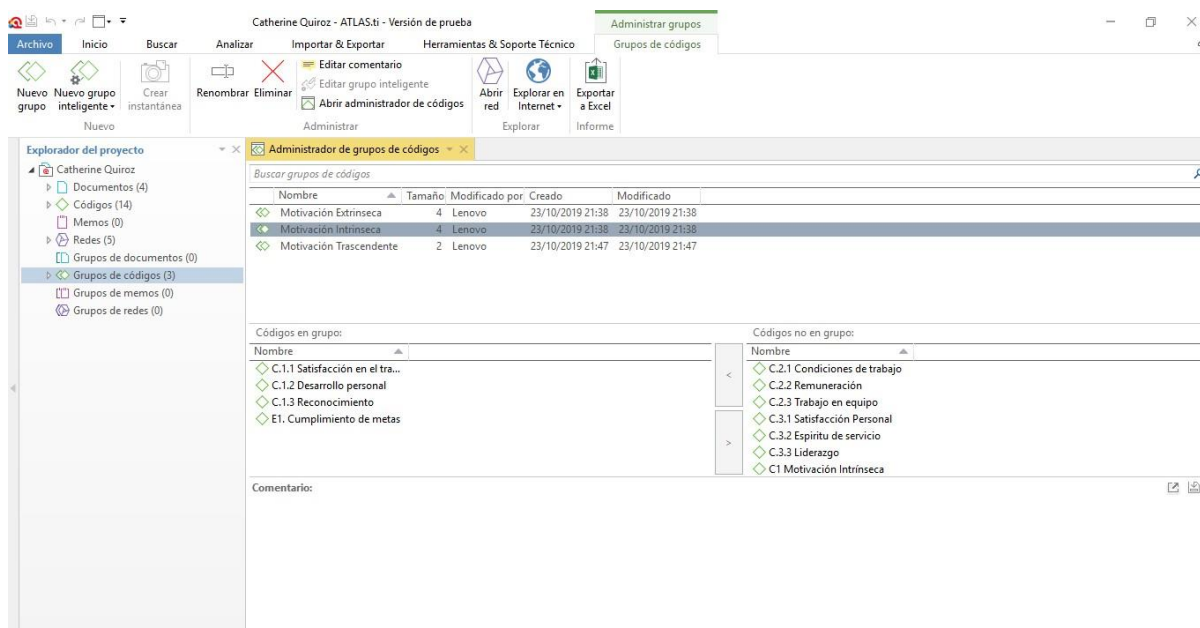 Catherine Quiroz - ATLAS.ti - Versión de prueba
Administrar grupos
Archivo Inicio Buscar Analizar Importar & Exportar Herramientas & Soporte Técnico Grupos de códigos
Nuevo grupo
Nuevo grupo inteligente
Crear instantánea
Renombrar
Eliminar
Editar comentario
Editar grupo inteligente
Abrir administrador de códigos
Abrir red
Explorar en Internet
Exportar a Excel
Nuevo Administrar Explorar Informe
Explorador del proyecto
Catherine Quiroz
Documentos (4)
Códigos (14)
Memos (0)
Redes (5)
Grupos de documentos (0)
Grupos de códigos (3)
Grupos de memos (0)
Grupos de redes (0)
Administrador de grupos de códigos
Buscar grupos de códigos
Nombre Tamaño Modificado por Creado Modificado
Motivación Extrinseca 4 Lenovo 23/10/2019 21:38 23/10/2019 21:38
Motivación Intrinseca 4 Lenovo 23/10/2019 21:38 23/10/2019 21:38
Motivación Trascendente 2 Lenovo 23/10/2019 21:47 23/10/2019 21:47
Códigos en grupo:
Nombre
C.1.1 Satisfacción en el tra...
C.1.2 Desarrollo personal
C.1.3 Reconocimiento
E1. Cumplimiento de metas
<
>
Códigos no en grupo:
Nombre
C.2.1 Condiciones de trabajo
C.2.2 Remuneración
C.2.3 Trabajo en equipo
C.3.1 Satisfacción Personal
C.3.2 Espiritu de servicio
C.3.3 Liderazgo
C1 Motivación Intrínseca
Comentario: